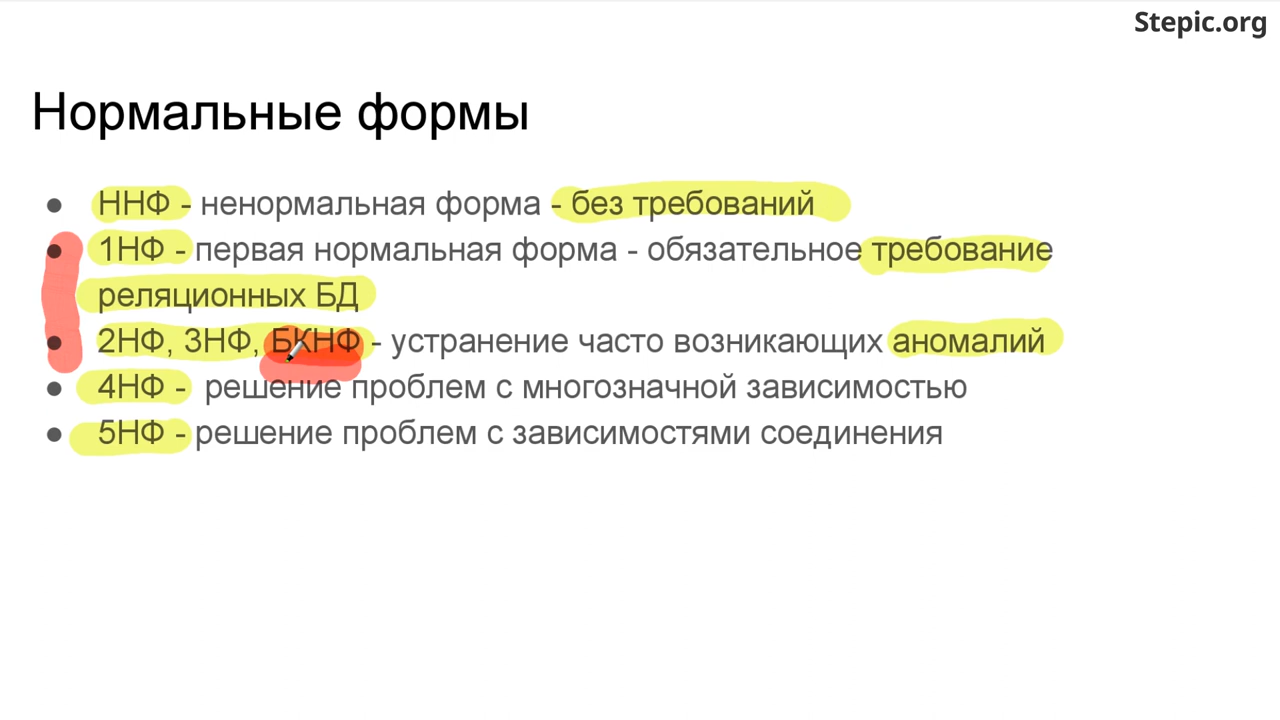 Stepic.org
Нормальные формы
● ННФ - ненормальная форма - без требований
● 1НФ - первая нормальная форма - обязательное требование
реляционных БД
● 2НФ, 3НФ, БКНФ - устранение часто возникающих аномалий
● 4НФ - решение проблем с многозначной зависимостью
● 5НФ - решение проблем с зависимостями соединения